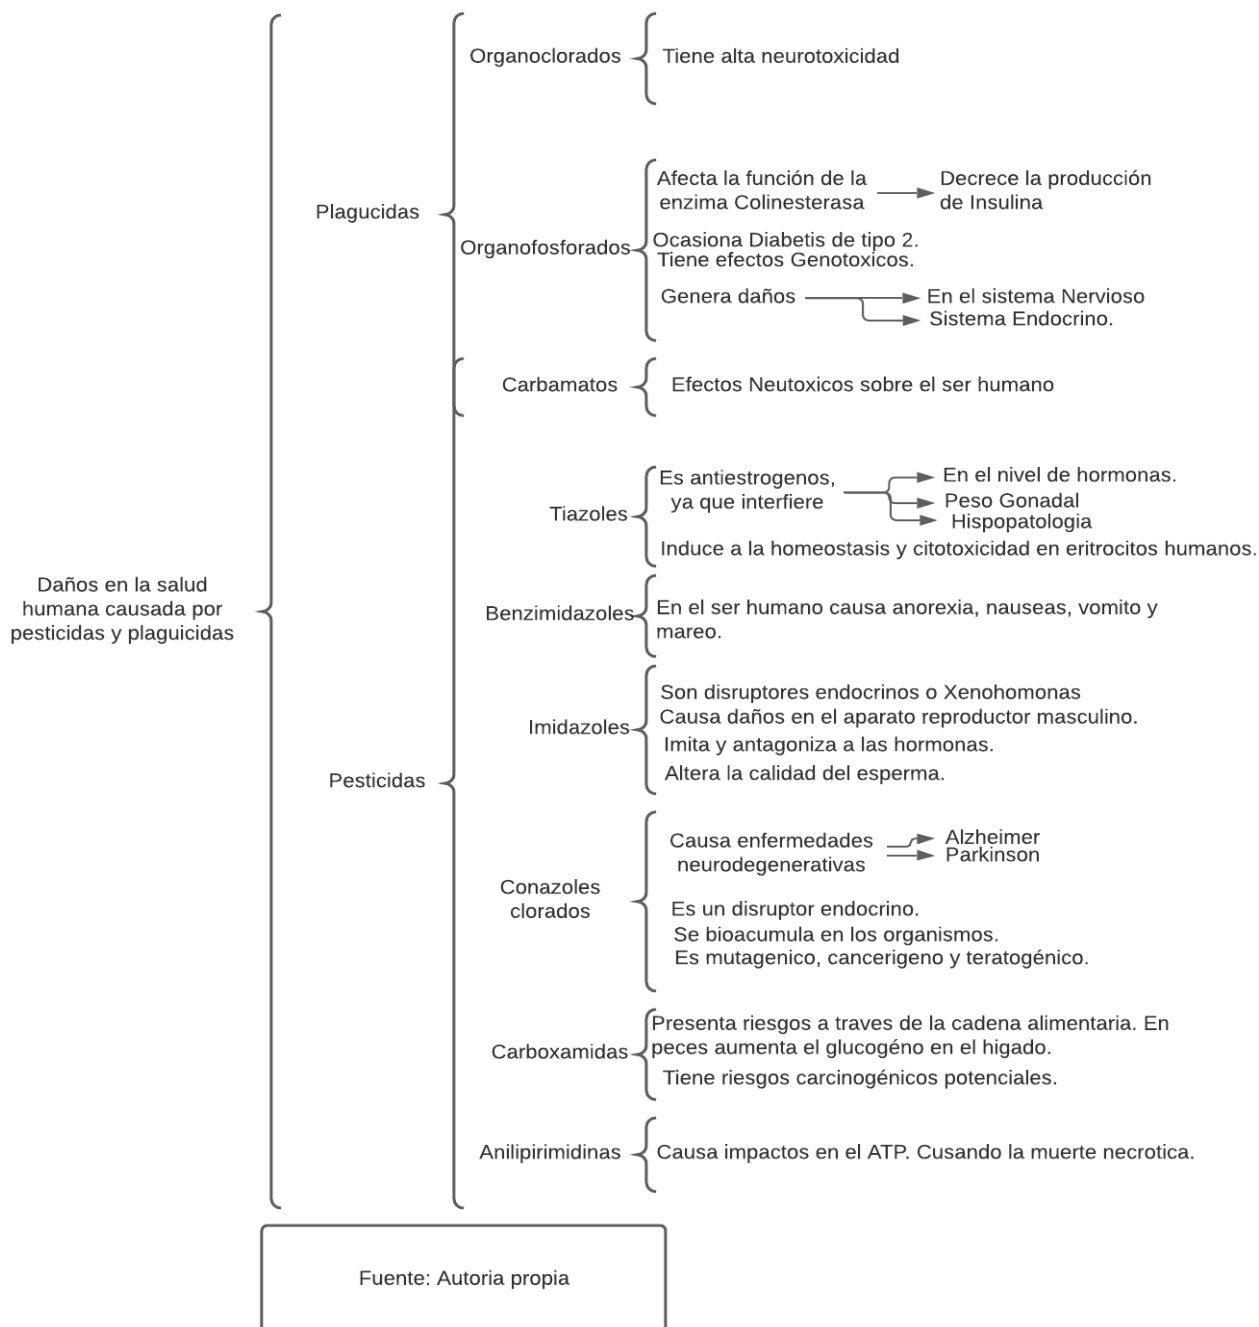 Daños en la salud
humana causada por
pesticidas y plaguicidas
Plagucidas
Organoclorados
Tiene alta neurotoxicidad
Organofosforados
Afecta la función de la
enzima Colinesterasa
Decrece la producción
de Insulina
Ocasiona Diabetis de tipo 2.
Tiene efectos Genotoxicos.
Genera daños
En el sistema Nervioso
Sistema Endocrino.
Carbamatos
Efectos Neutoxicos sobre el ser humano
Pesticidas
Tiazoles
Es antiestrogenos,
ya que interfiere
En el nivel de hormonas.
Peso Gonadal
Hispopatologia
Induce a la homeostasis y citotoxicidad en eritrocitos humanos.
Benzimidazoles
En el ser humano causa anorexia, nauseas, vomito y
mareo.
Imidazoles
Son disruptores endocrinos o Xenohomonas
Causa daños en el aparato reproductor masculino.
Imita y antagoniza a las hormonas.
Altera la calidad del esperma.
Conazoles
clorados
Causa enfermedades
neurodegenerativas
Alzheimer
Parkinson
Es un disruptor endocrino.
Se bioacumula en los organismos.
Es mutagenico, cancerigeno y teratogénico.
Carboxamidas
Presenta riesgos a traves de la cadena alimentaria. En
peces aumenta el glucogéno en el higado.
Tiene riesgos carcinogénicos potenciales.
Anilipirimidinas
Causa impactos en el ATP. Cusando la muerte necrotica.
Fuente: Autoria propia